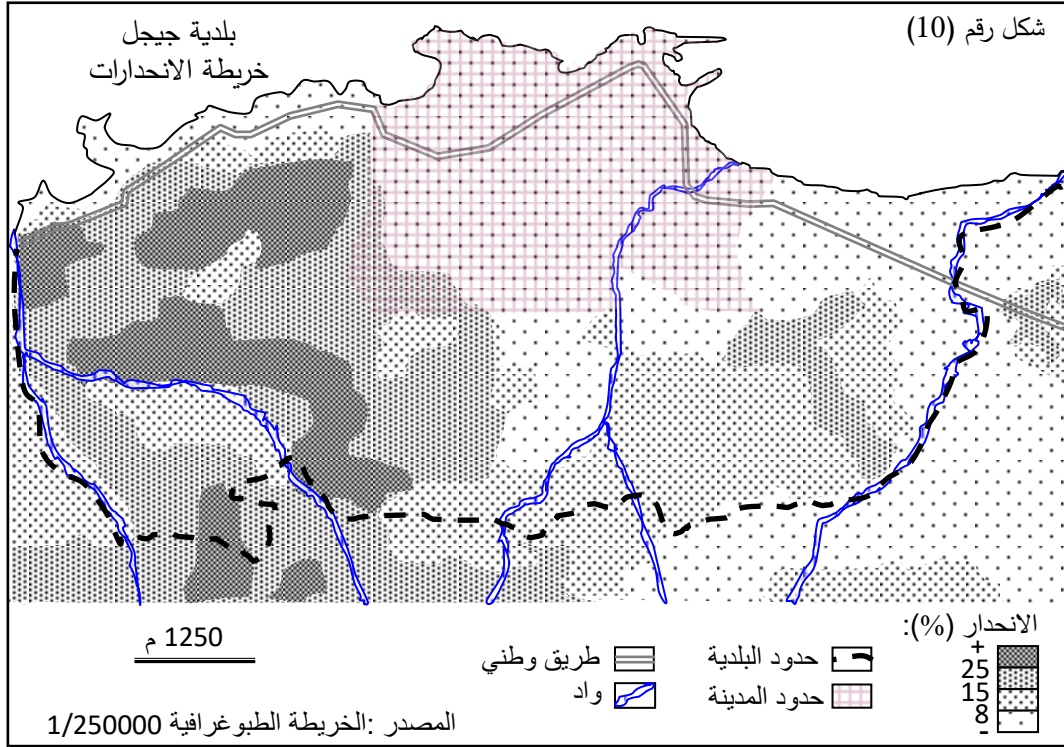 شكل رقم (10)
بلدية جيجل
خريطة الانحدارات
الانحدار (%):
+
25
15
8
-
حدود البلدية
حدود المدينة
طريق وطني
واد
1250 م
المصدر :الخريطة الطبوغرافية 1/250000